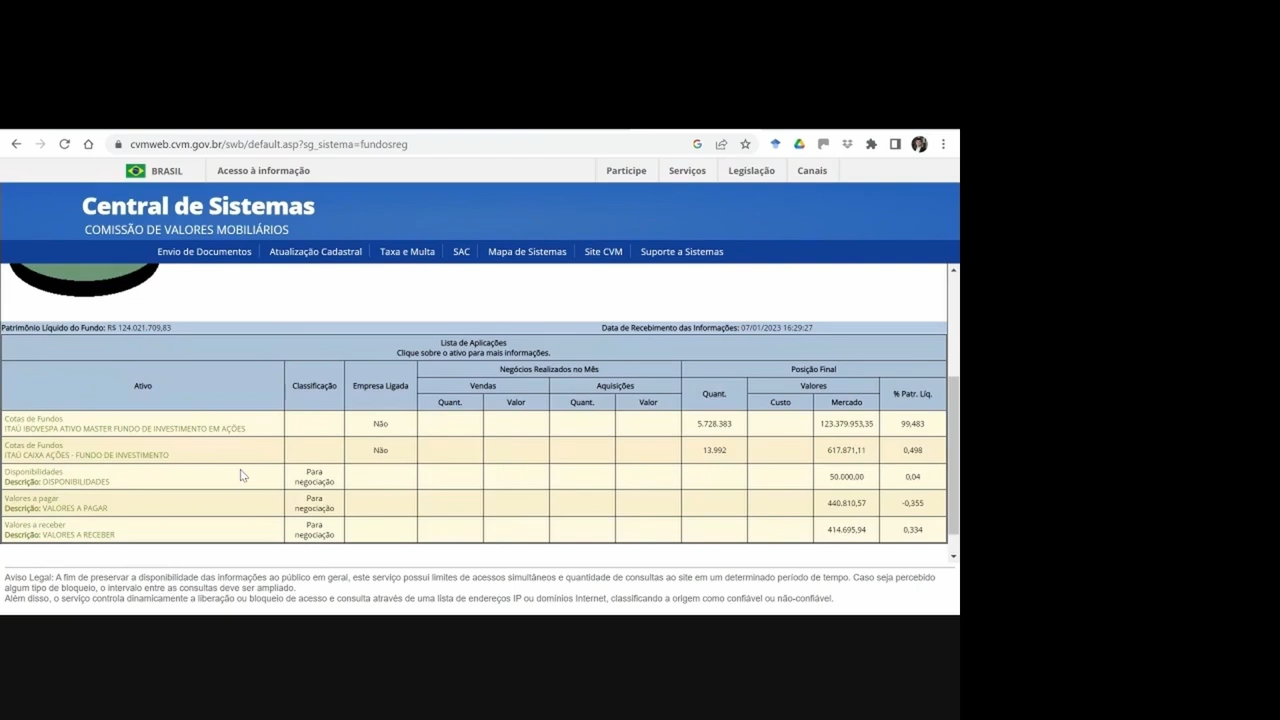 cvmweb.cvm.gov.br/swb/default.asp?sg_sistema=fundosreg
BRASIL Acesso à informação Participe Serviços Legislação Canais
Central de Sistemas
COMISSÃO DE VALORES MOBILIÁRIOS
Envio de Documentos Atualização Cadastral Taxa e Multa SAC Mapa de Sistemas Site CVM Suporte a Sistemas
Patrimônio Líquido do Fundo: R$ 124.021.709,83 Data de Recebimento das Informações: 07/01/2023 16:29:27
Lista de Aplicações
Clique sobre o ativo para mais informações.
Ativo Classificação Empresa Ligada Negócios Realizados no Mês Posição Final
Vendas Aquisições Quant. Valores % Patr. Líq.
Quant. Valor Quant. Valor Custo Mercado
Cotas de Fundos
ITAÚ IBOVESPA ATIVO MASTER FUNDO DE INVESTIMENTO EM AÇÕES Não 5.728.383 123.379.953,35 99,483
Cotas de Fundos
ITAÚ CAIXA AÇÕES - FUNDO DE INVESTIMENTO Não 13.992 617.871,11 0,498
Disponibilidades
Descrição: DISPONIBILIDADES Para negociação 50.000,00 0,04
Valores a pagar
Descrição: VALORES A PAGAR Para negociação 440.810,57 -0,355
Valores a receber
Descrição: VALORES A RECEBER Para negociação 414.695,94 0,334
Aviso Legal: A fim de preservar a disponibilidade das informações ao público em geral, este serviço possui limites de acessos simultâneos e quantidade de consultas ao site em um determinado período de tempo. Caso seja percebido
algum tipo de bloqueio, o intervalo entre as consultas deve ser ampliado.
Além disso, o serviço controla dinamicamente a liberação ou bloqueio de acesso e consulta através de uma lista de endereços IP ou domínios Internet, classificando a origem como confiável ou não-confiável.